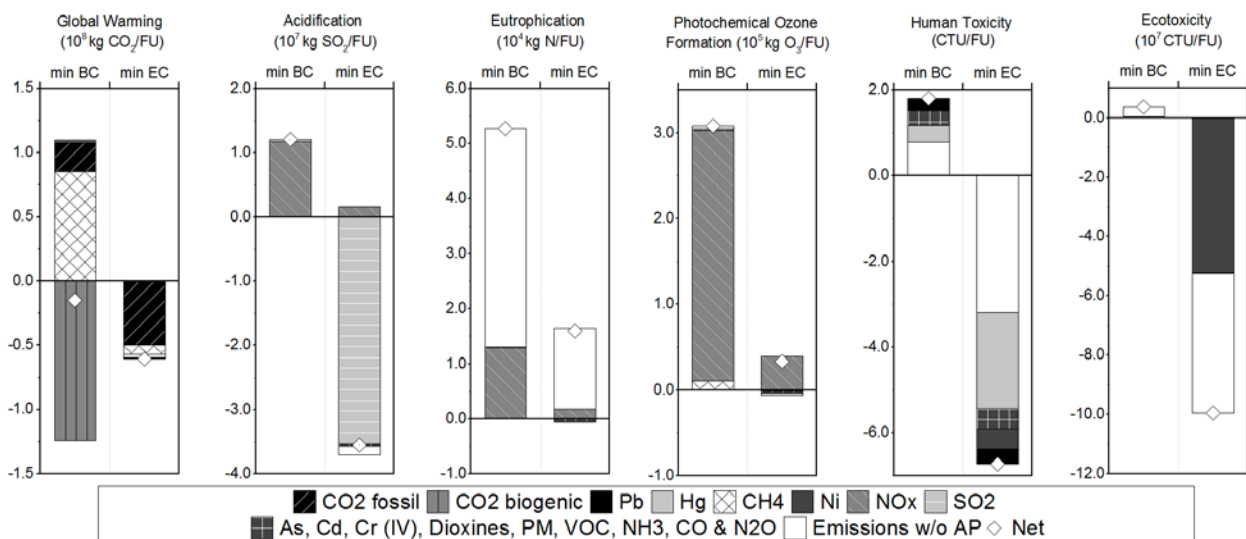 Global Warming
(10⁸ kg CO₂/FU)
min BC min EC
1.5
1.0
0.5
0.0
-0.5
-1.0
-1.5
Acidification
(10⁷ kg SO₂/FU)
min BC min EC
2.0
1.0
0.0
-1.0
-2.0
-3.0
-4.0
Eutrophication
(10⁴ kg N/FU)
min BC min EC
6.0
5.0
4.0
3.0
2.0
1.0
0.0
-1.0
Photochemical Ozone
Formation (10⁵ kg O₃/FU)
min BC min EC
3.0
2.0
1.0
0.0
-1.0
Human Toxicity
(CTU/FU)
min BC min EC
2.0
0.0
-2.0
-4.0
-6.0
Ecotoxicity
(10⁷ CTU/FU)
min BC min EC
0.0
-2.0
-4.0
-6.0
-8.0
-10.0
-12.0
CO2 fossil CO2 biogenic Pb Hg CH4 Ni NOx SO2
As, Cd, Cr (IV), Dioxines, PM, VOC, NH3, CO & N2O Emissions w/o AP Net